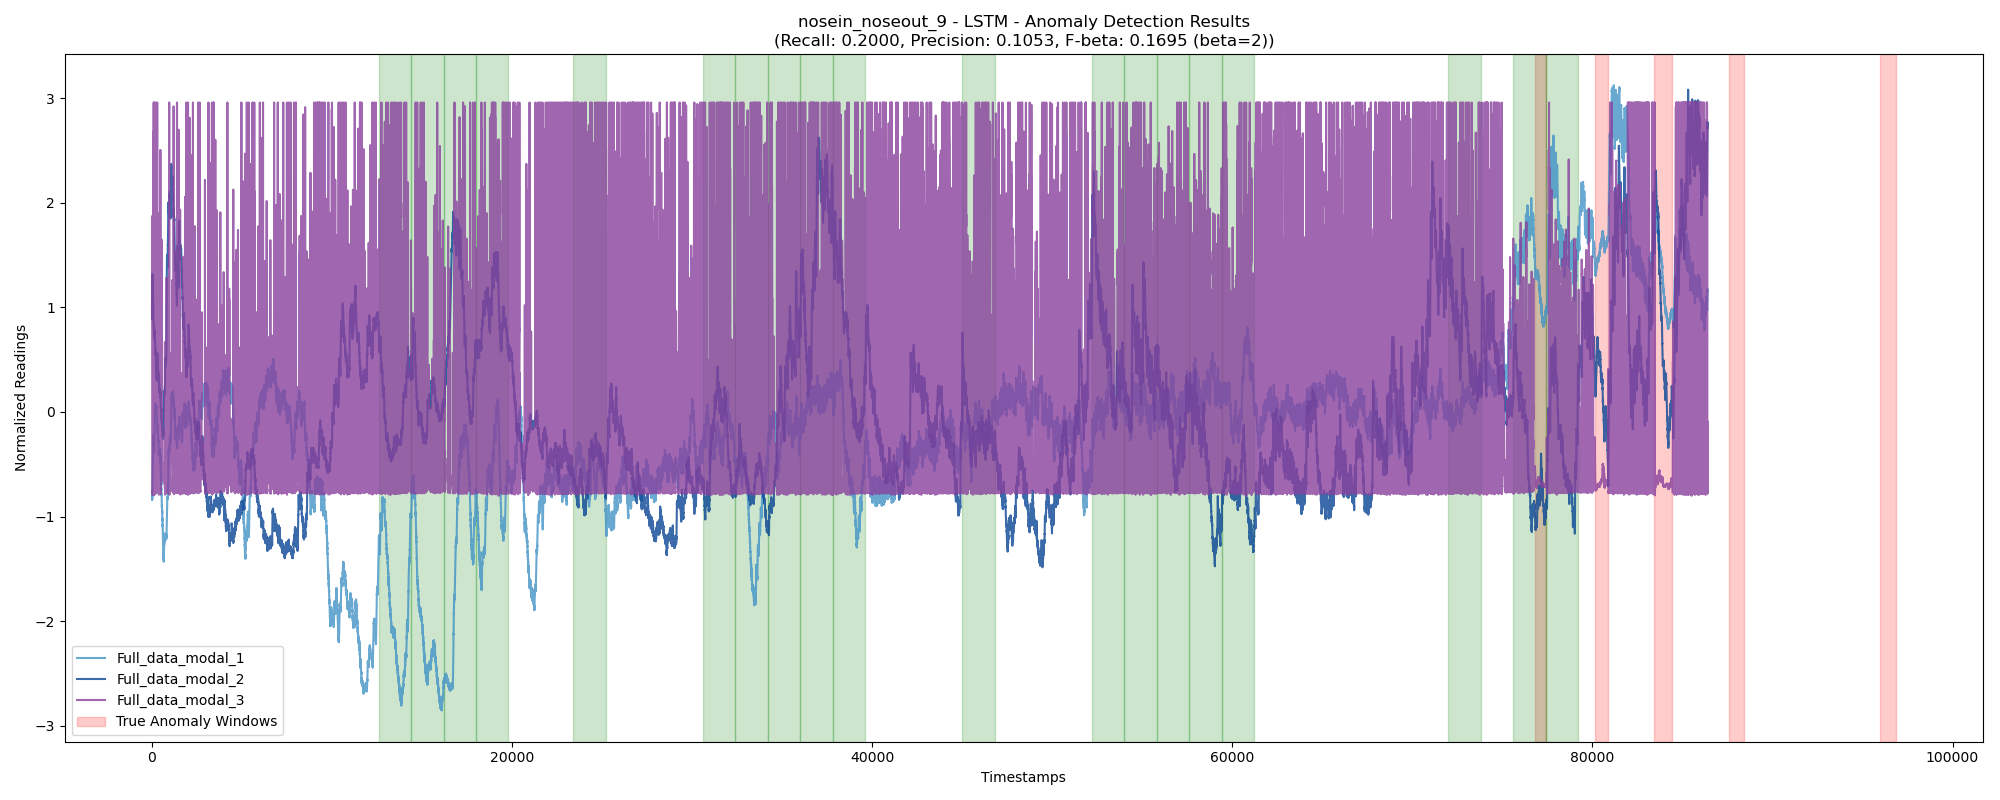 nosein_noseout_9 - LSTM - Anomaly Detection Results
(Recall: 0.2000, Precision: 0.1053, F-beta: 0.1695 (beta=2))
Normalized Readings
3
2
1
0
−1
−2
−3
Full_data_modal_1
Full_data_modal_2
Full_data_modal_3
True Anomaly Windows
0 20000 40000 60000 80000 100000
Timestamps